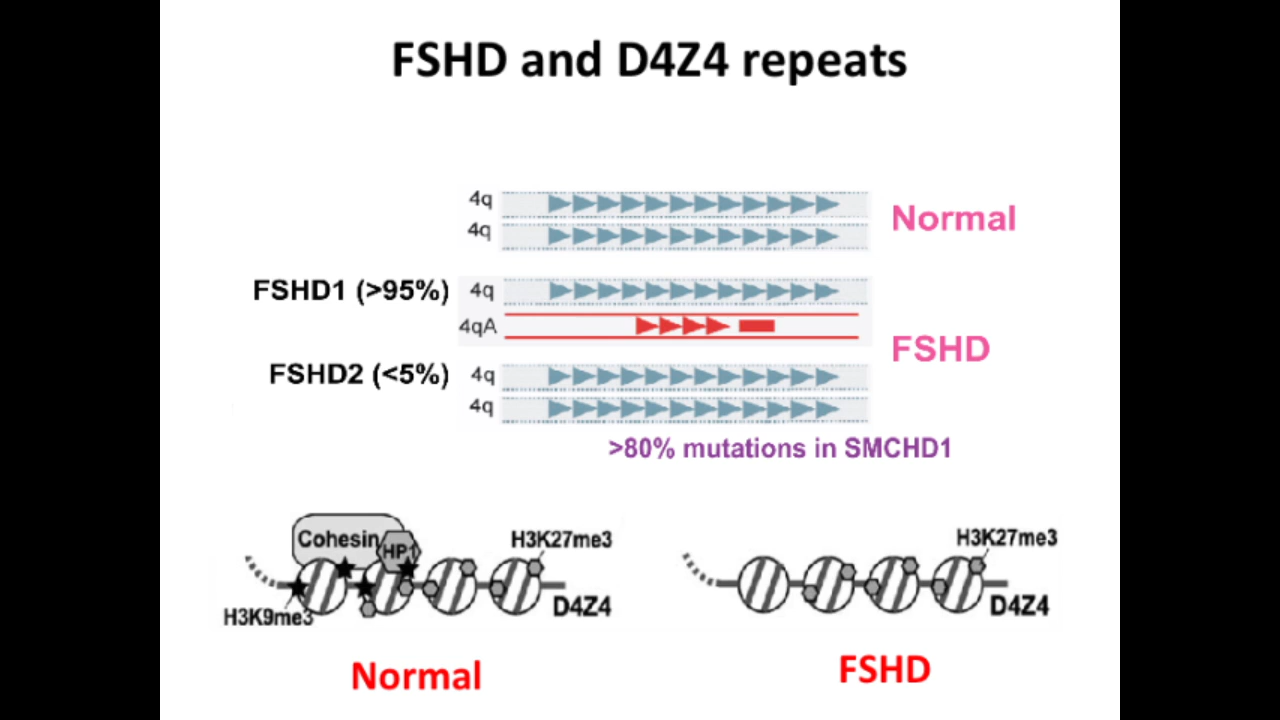 FSHD and D4Z4 repeats
4q
4q
Normal
FSHD1 (>95%)
4q
4qA
FSHD
FSHD2 (<5%)
4q
4q
>80% mutations in SMCHD1
Cohesin
HP1
H3K27me3
H3K9me3
D4Z4
Normal
H3K27me3
D4Z4
FSHD